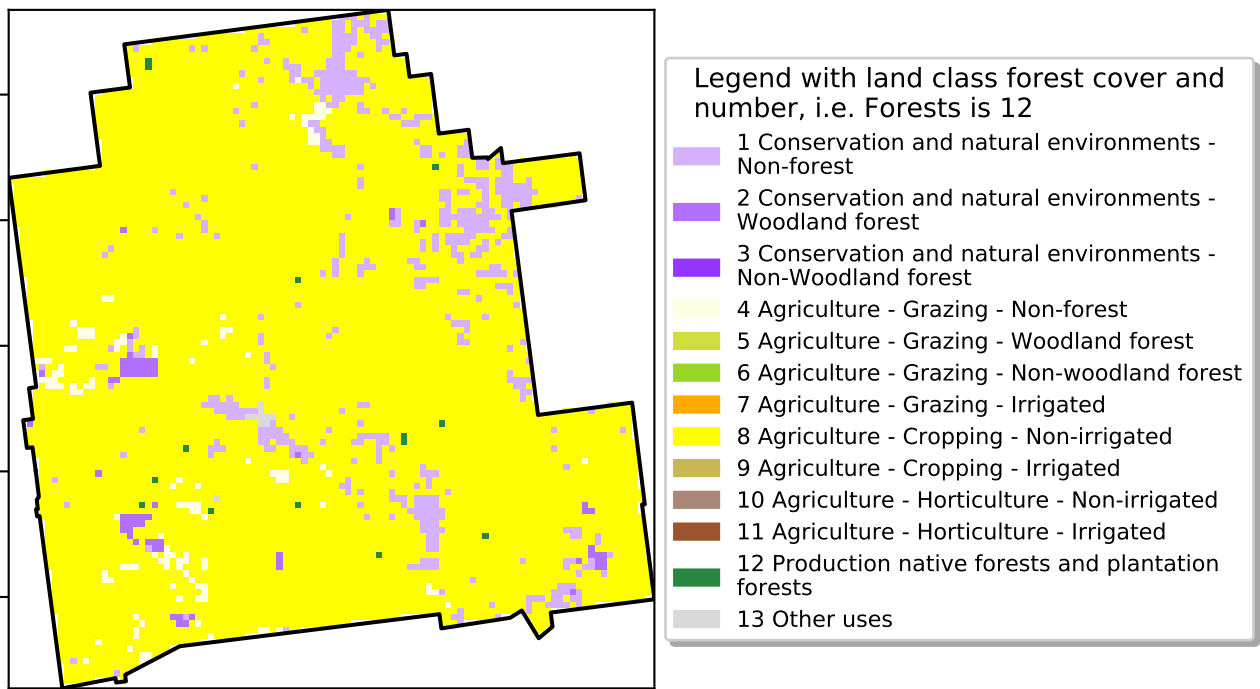 Legend with land class forest cover and
number, i.e. Forests is 12
1 Conservation and natural environments -
Non-forest
2 Conservation and natural environments -
Woodland forest
3 Conservation and natural environments -
Non-Woodland forest
4 Agriculture - Grazing - Non-forest
5 Agriculture - Grazing - Woodland forest
6 Agriculture - Grazing - Non-woodland forest
7 Agriculture - Grazing - Irrigated
8 Agriculture - Cropping - Non-irrigated
9 Agriculture - Cropping - Irrigated
10 Agriculture - Horticulture - Non-irrigated
11 Agriculture - Horticulture - Irrigated
12 Production native forests and plantation
forests
13 Other uses